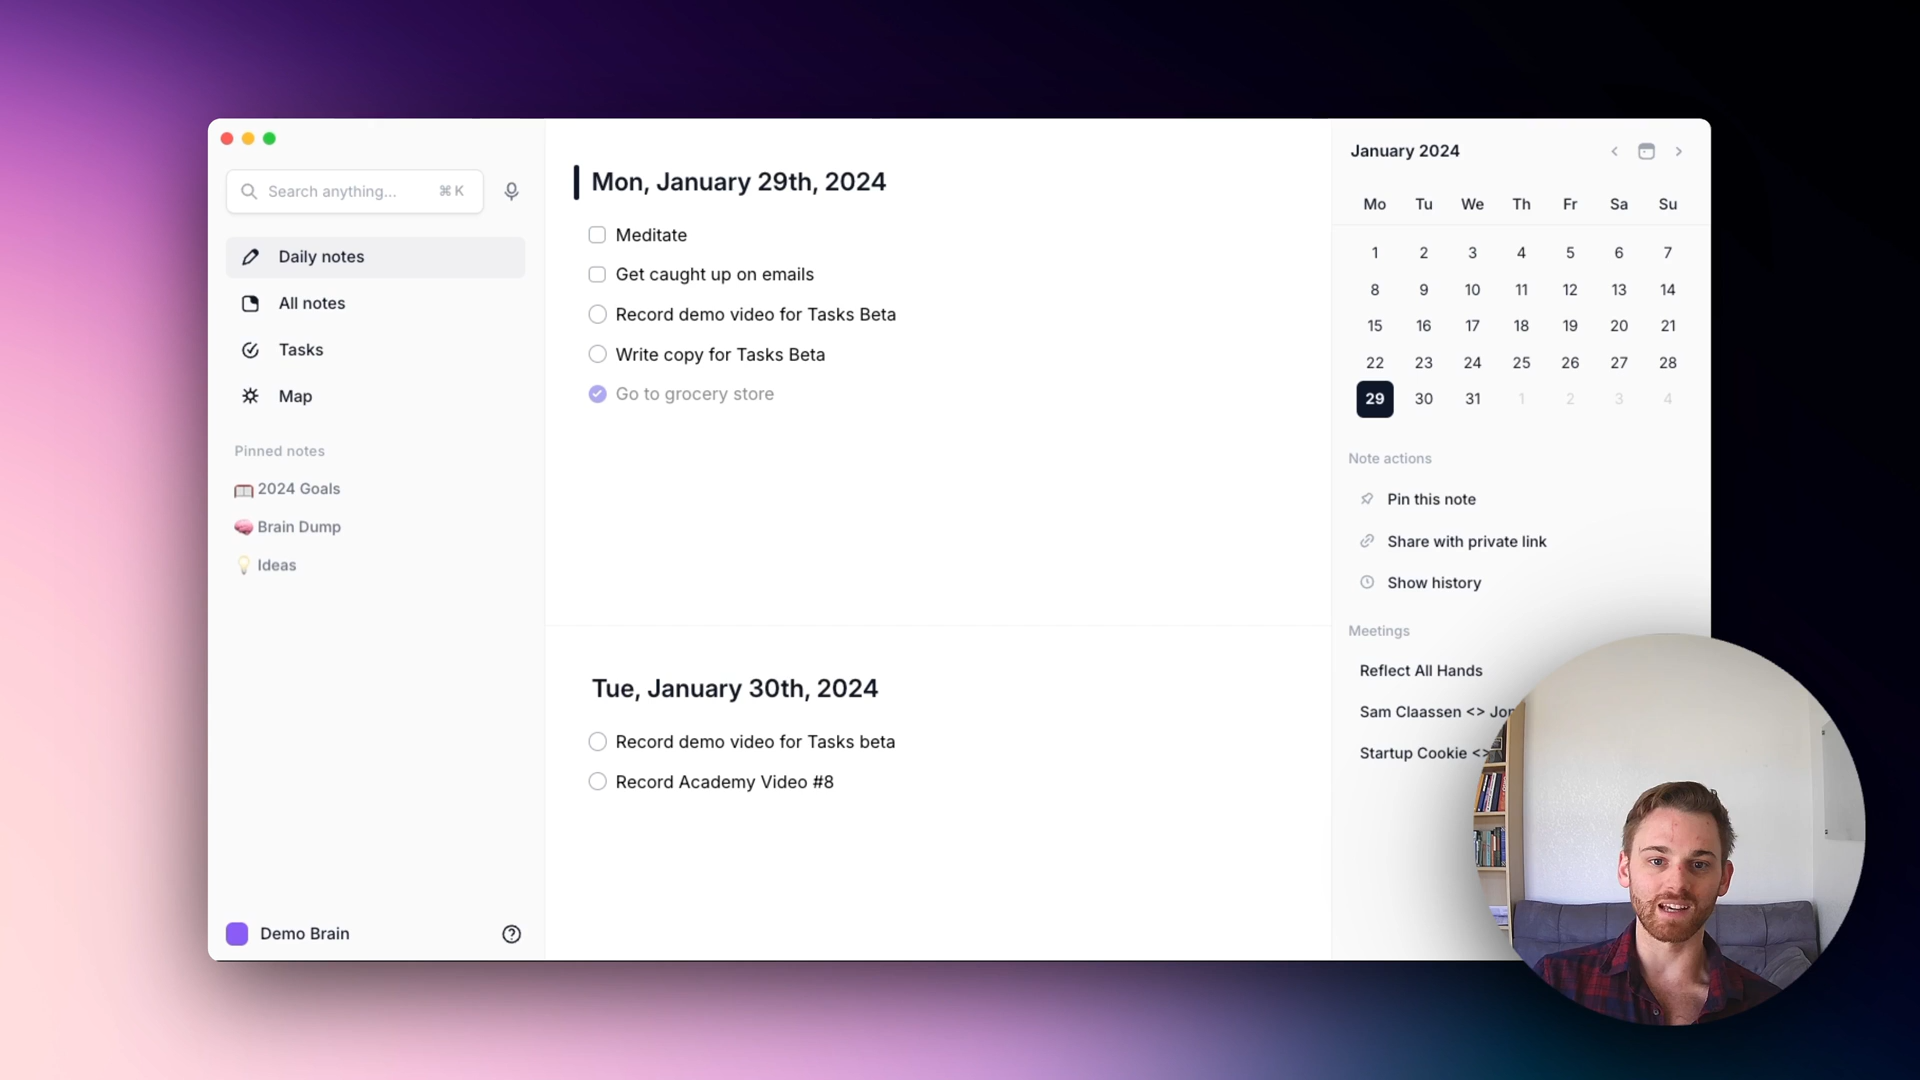 Search anything... ⌘ K
Daily notes
All notes
Tasks
Map
Pinned notes
2024 Goals
Brain Dump
Ideas
Demo Brain
Mon, January 29th, 2024
Meditate
Get caught up on emails
Record demo video for Tasks Beta
Write copy for Tasks Beta
Go to grocery store
Tue, January 30th, 2024
Record demo video for Tasks beta
Record Academy Video #8
January 2024
Mo Tu We Th Fr Sa Su
1 2 3 4 5 6 7
8 9 10 11 12 13 14
15 16 17 18 19 20 21
22 23 24 25 26 27 28
29 30 31 1 2 3 4
Note actions
Pin this note
Share with private link
Show history
Meetings
Reflect All Hands
Sam Claassen <>
Startup Cookie <>